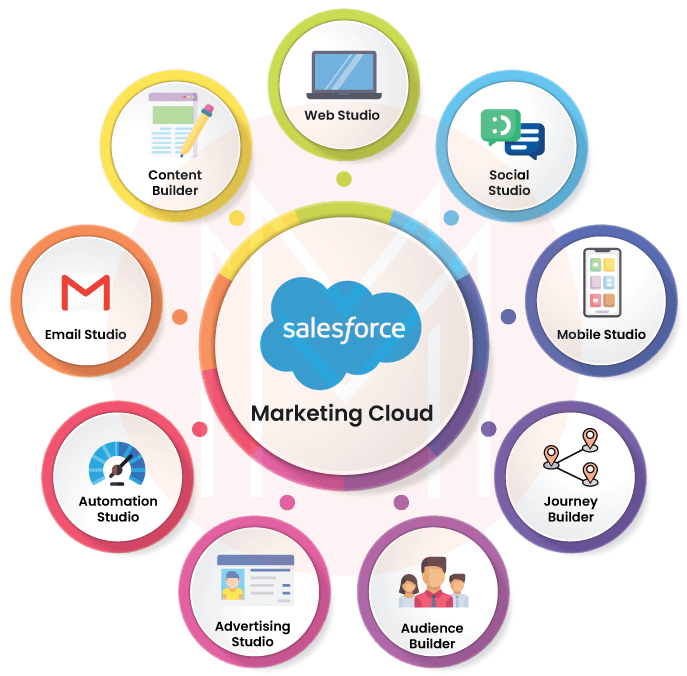 Web Studio
Content
Builder
Social
Studio
Email Studio
salesforce
Marketing Cloud
Mobile Studio
Automation
Studio
Journey
Builder
Advertising
Studio
Audience
Builder